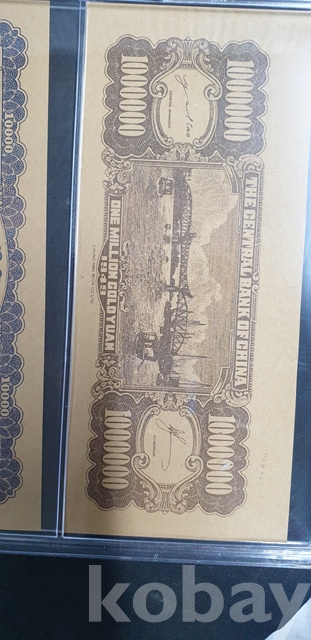 THE CENTRAL BANK OF CHINA
1000000
1000000
1000000
1000000
ONE MILLION GOLD YUAN
1949
10000
10000
kobay